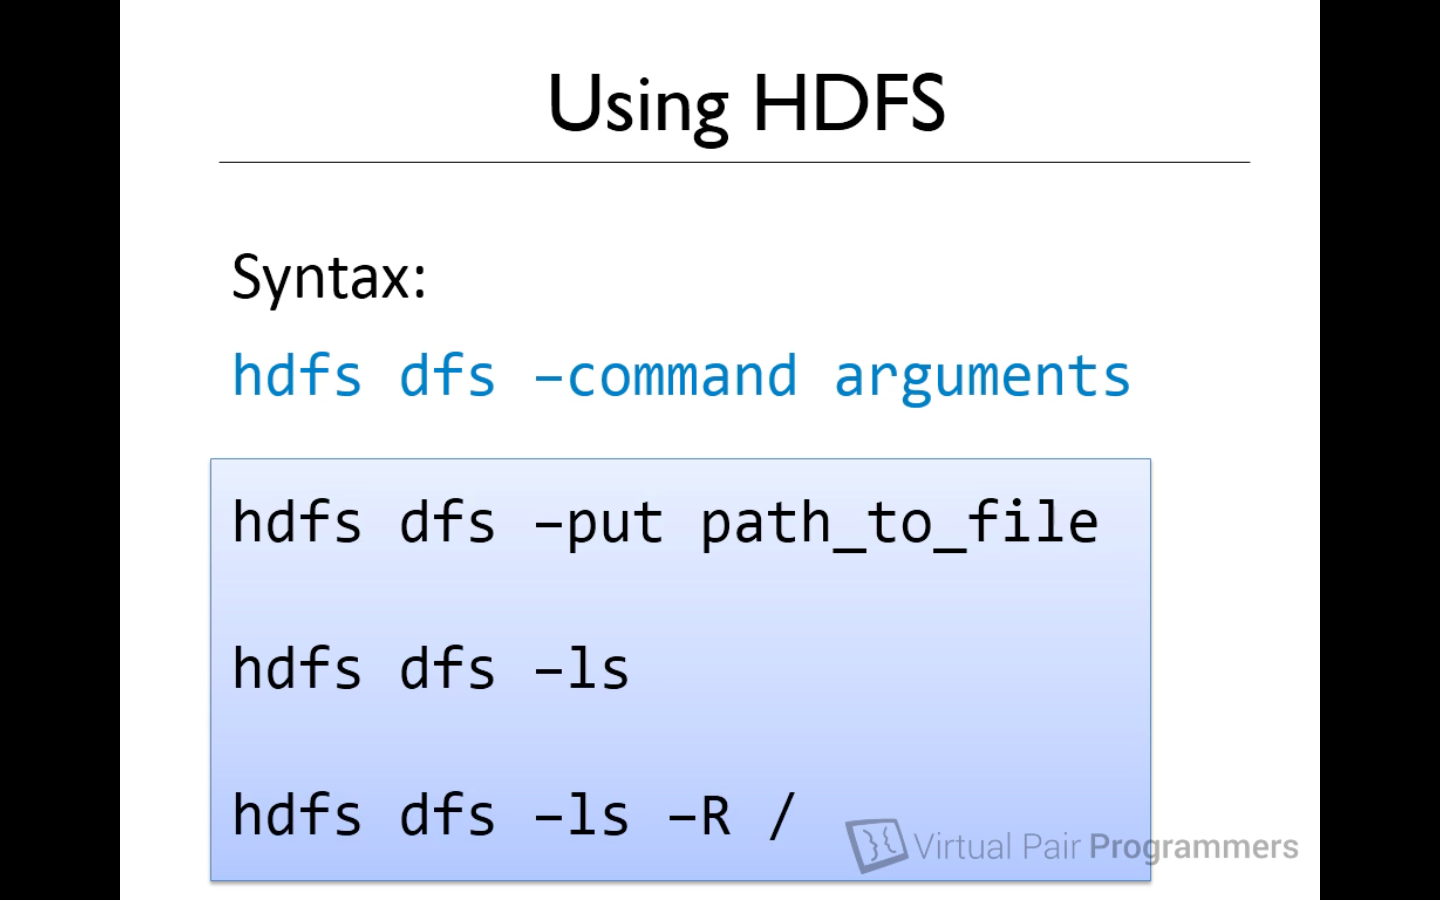 Using HDFS
Syntax:
hdfs dfs –command arguments
hdfs dfs –put path_to_file
hdfs dfs –ls
hdfs dfs –ls –R /
Virtual Pair Programmers